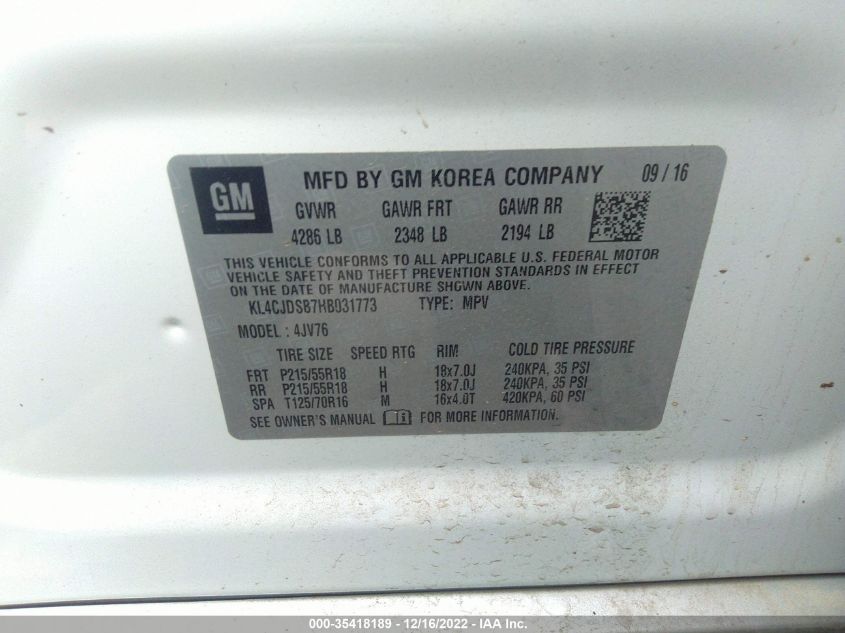 GM
MFD BY GM KOREA COMPANY 09 / 16
GVWR GAWR FRT GAWR RR
4286 LB 2348 LB 2194 LB
THIS VEHICLE CONFORMS TO ALL APPLICABLE U.S. FEDERAL MOTOR
VEHICLE SAFETY AND THEFT PREVENTION STANDARDS IN EFFECT
ON THE DATE OF MANUFACTURE SHOWN ABOVE.
KL4CJDSB7HB031773 TYPE: MPV
MODEL : 4JV76
TIRE SIZE SPEED RTG RIM COLD TIRE PRESSURE
FRT P215/55R18 H 18x7.0J 240KPA, 35 PSI
RR P215/55R18 H 18x7.0J 240KPA, 35 PSI
SPA T125/70R16 M 16x4.0T 420KPA, 60 PSI
SEE OWNER'S MANUAL FOR MORE INFORMATION.
000-35418189 - 12/16/2022 - IAA Inc.